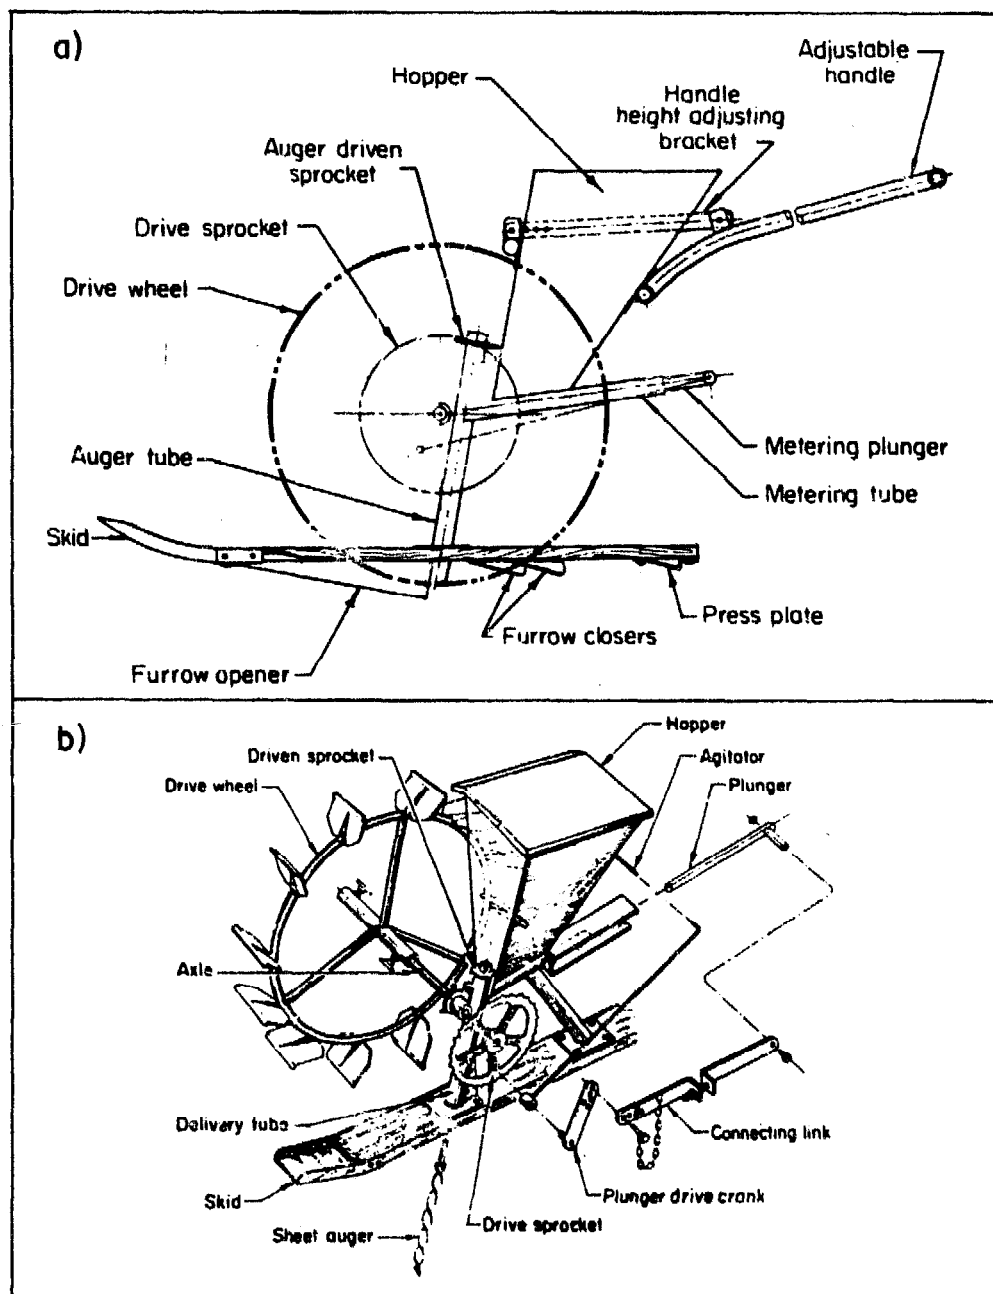 a)
Adjustable
handle
Hopper
Handle
height adjusting
bracket
Auger driven
sprocket
Drive sprocket
Drive wheel
Auger tube
Metering plunger
Metering tube
Skid
Press plate
Furrow closers
Furrow opener
b)
Hopper
Driven sprocket
Agitator
Drive wheel
Plunger
Axle
Delivery tube
Connecting link
Skid
Plunger drive crank
Sheet auger
Drive sprocket